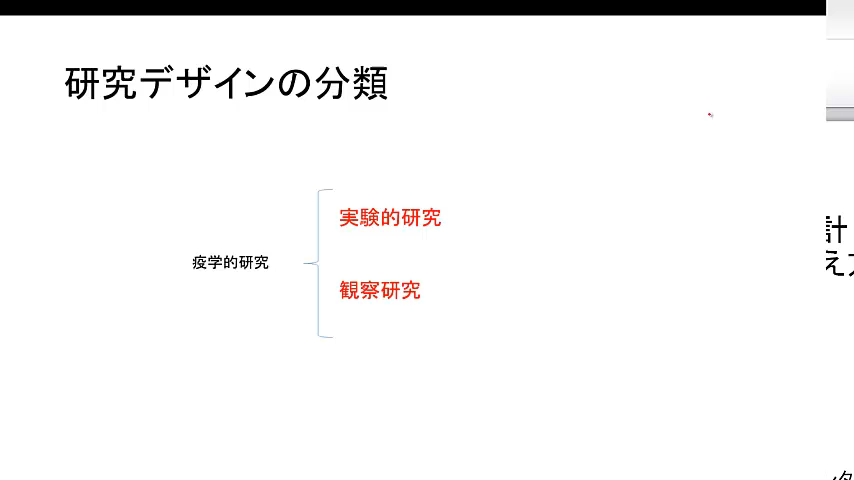 研究デザインの分類
実験的研究
疫学的研究
観察研究
計